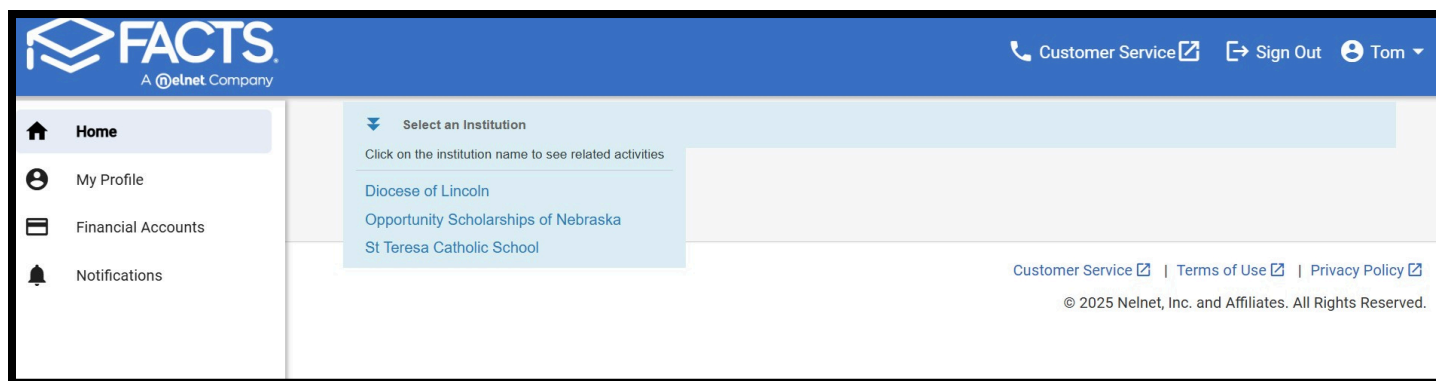 FACTS.
A nelnet Company
Customer Service
Sign Out
Tom
Home
My Profile
Financial Accounts
Notifications
Select an Institution
Click on the institution name to see related activities
Diocese of Lincoln
Opportunity Scholarships of Nebraska
St Teresa Catholic School
Customer Service | Terms of Use | Privacy Policy
© 2025 Nelnet, Inc. and Affiliates. All Rights Reserved.